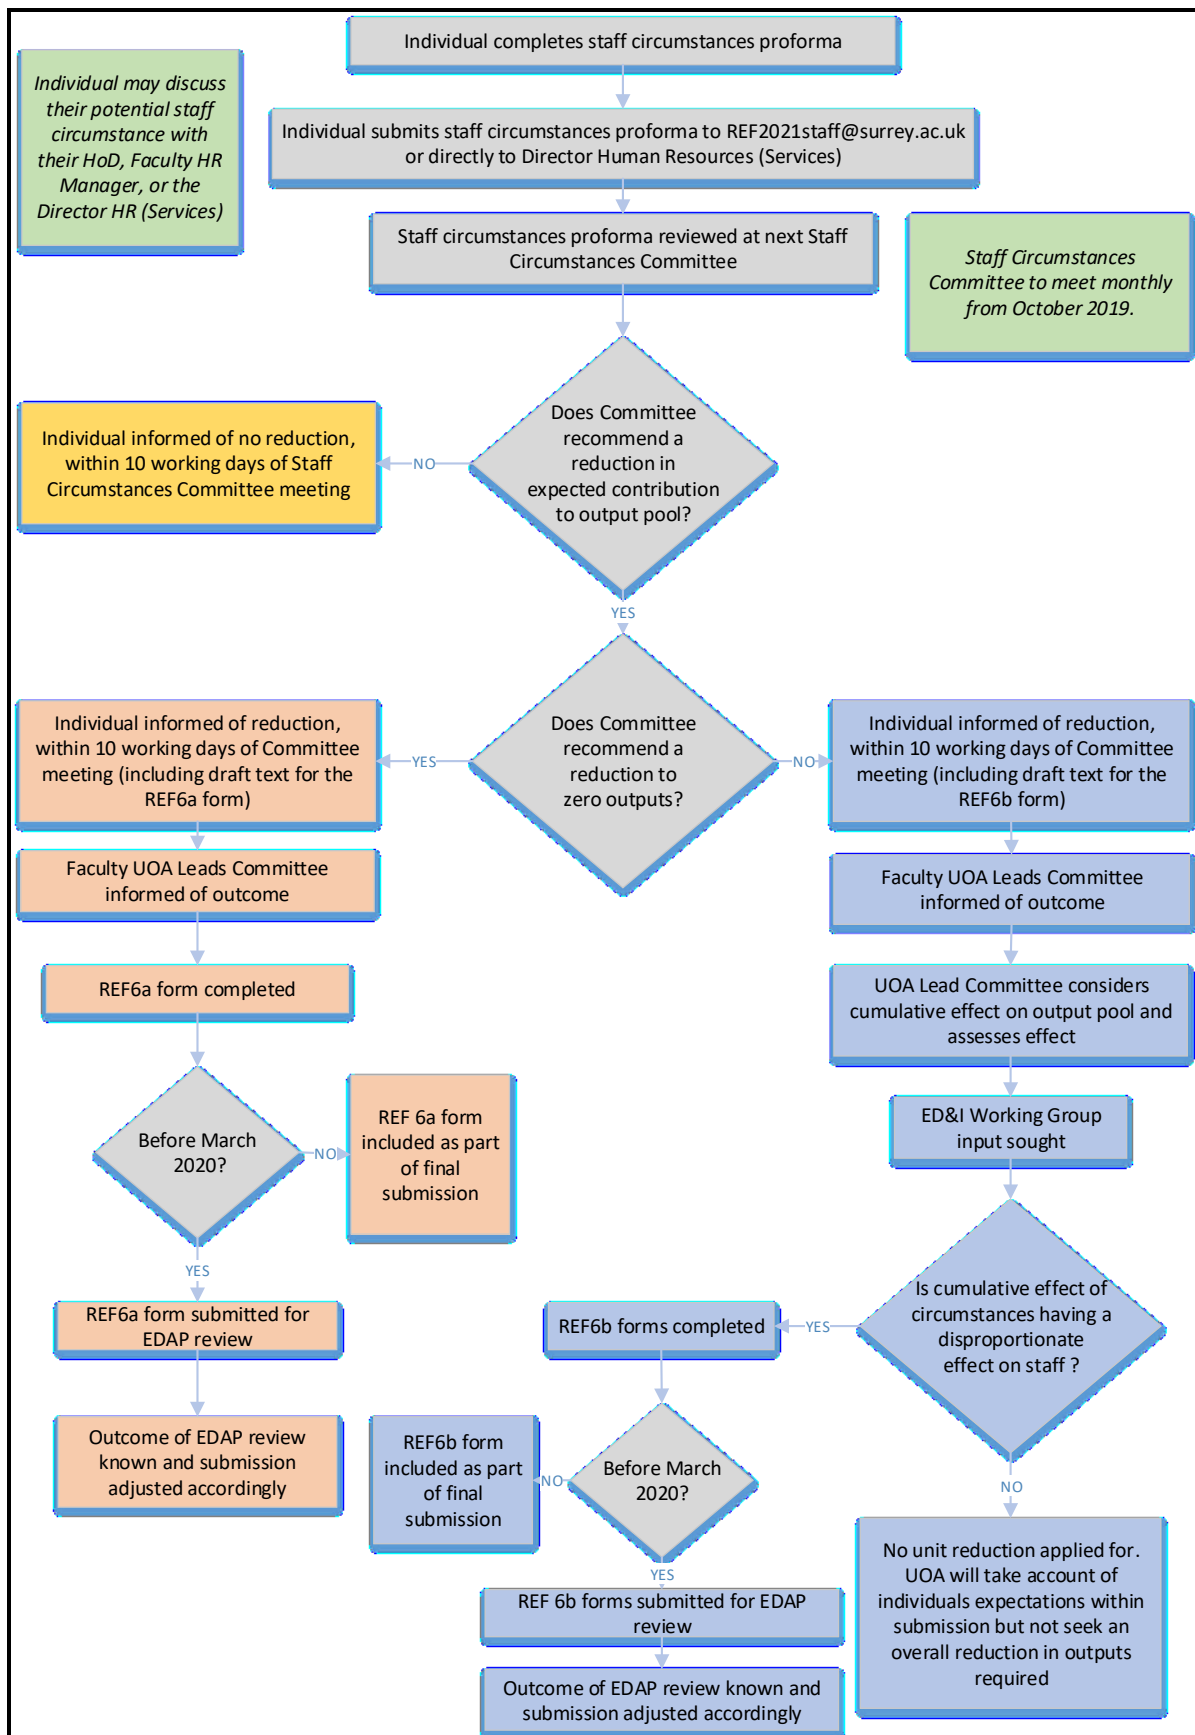 Individual completes staff circumstances proforma
Individual may discuss
their potential staff
circumstance with
their HoD, Faculty HR
Manager, or the
Director HR (Services)
Individual submits staff circumstances proforma to REF2021staff@surrey.ac.uk
or directly to Director Human Resources (Services)
Staff circumstances proforma reviewed at next Staff
Circumstances Committee
Staff Circumstances
Committee to meet monthly
from October 2019.
Does Committee
recommend a
reduction in
expected contribution
to output pool?
NO
Individual informed of no reduction,
within 10 working days of Staff
Circumstances Committee meeting
YES
Does Committee
recommend a
reduction to
zero outputs?
YES
NO
Individual informed of reduction,
within 10 working days of Committee
meeting (including draft text for the
REF6a form)
Individual informed of reduction,
within 10 working days of Committee
meeting (including draft text for the
REF6b form)
Faculty UOA Leads Committee
informed of outcome
Faculty UOA Leads Committee
informed of outcome
REF6a form completed
UOA Lead Committee considers
cumulative effect on output pool and
assesses effect
Before March
2020?
NO
REF 6a form
included as part
of final
submission
ED&I Working Group
input sought
YES
REF6a form submitted for
EDAP review
Is cumulative effect of
circumstances having a
disproportionate
effect on staff ?
YES
REF6b forms completed
Outcome of EDAP review
known and submission
adjusted accordingly
REF6b form
included as part
of final
submission
NO
Before March
2020?
NO
YES
No unit reduction applied for.
UOA will take account of
individuals expectations within
submission but not seek an
overall reduction in outputs
required
REF 6b forms submitted for EDAP
review
Outcome of EDAP review known and
submission adjusted accordingly